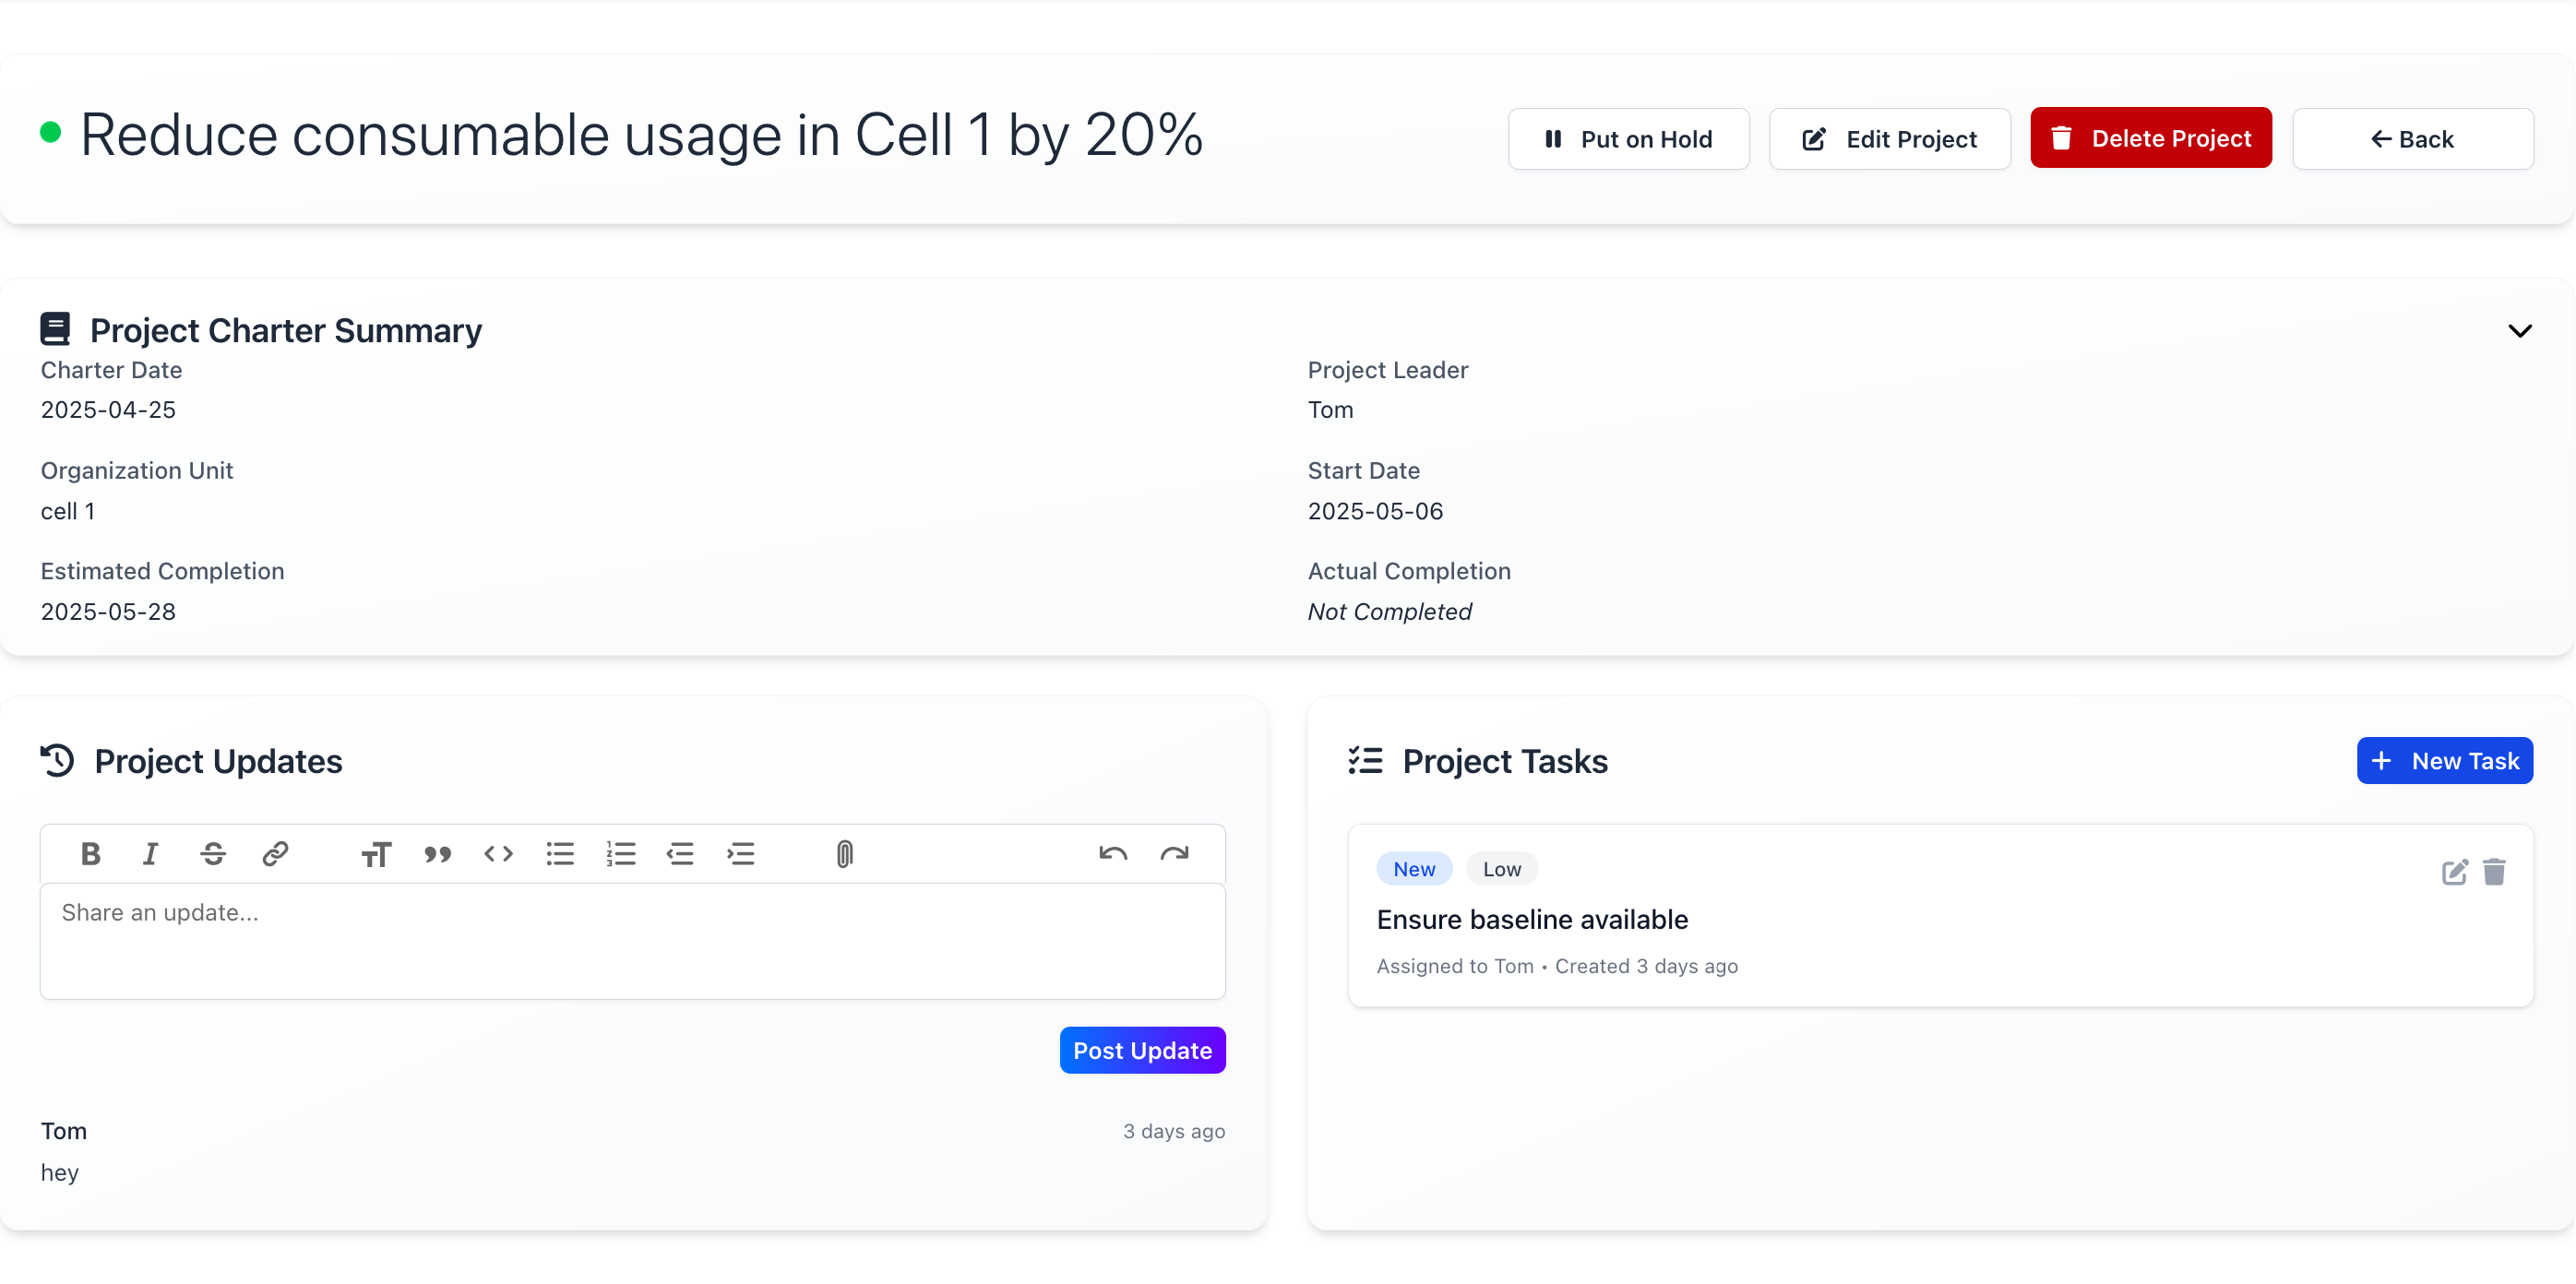 Reduce consumable usage in Cell 1 by 20%
Put on Hold
Edit Project
Delete Project
Back
Project Charter Summary
Charter Date
2025-04-25
Project Leader
Tom
Organization Unit
cell 1
Start Date
2025-05-06
Estimated Completion
2025-05-28
Actual Completion
Not Completed
Project Updates
Share an update...
Post Update
Tom
3 days ago
hey
Project Tasks
New Task
New
Low
Ensure baseline available
Assigned to Tom • Created 3 days ago